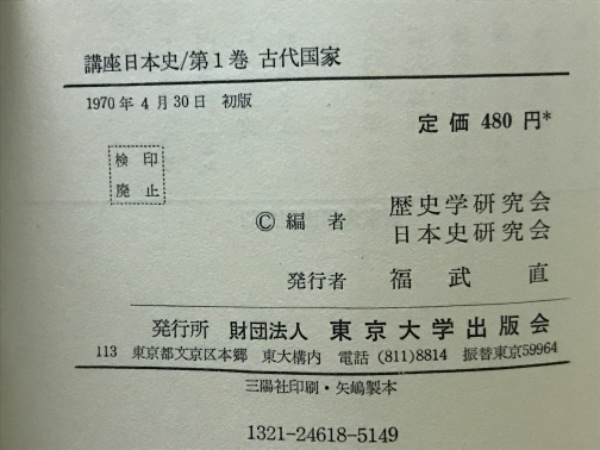 講座日本史/第1巻 古代国家
1970年4月30日 初版
定価 480 円*
検印
廃止
©編者 歴史学研究会
日本史研究会
発行者 福武直
発行所 財団法人 東京大学出版会
113 東京都文京区本郷 東大構内 電話 (811)8814 振替東京59964
三陽社印刷・矢嶋製本
1321-24618-5149